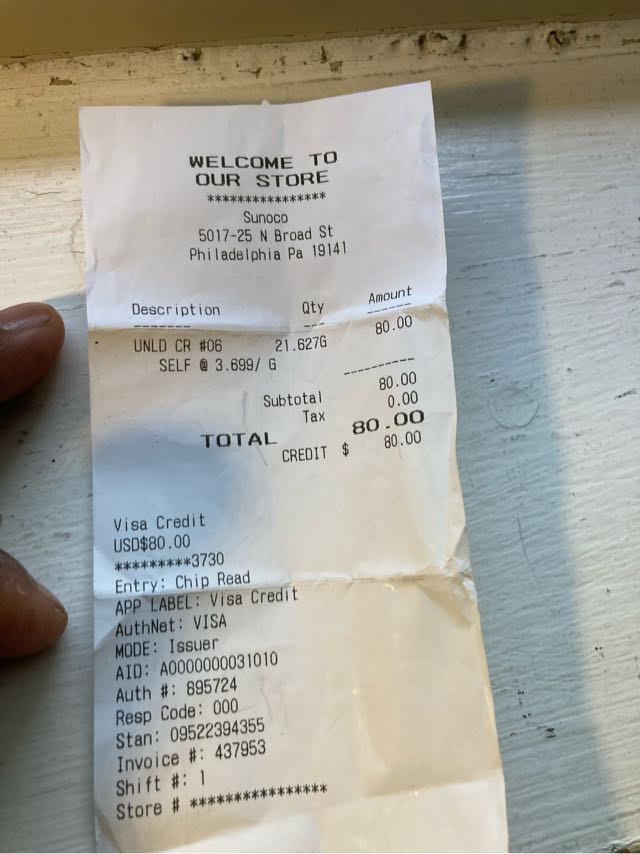 WELCOME TO
OUR STORE
****************
Sunoco
5017-25 N Broad St
Philadelphia Pa 19141
Description Qty Amount
------- --- ------
UNLD CR #06 21.627G 80.00
SELF @ 3.699/ G
----------
Subtotal 80.00
Tax 0.00
TOTAL 80.00
CREDIT $ 80.00
Visa Credit
USD$80.00
*********3730
Entry: Chip Read
APP LABEL: Visa Credit
AuthNet: VISA
MODE: Issuer
AID: A0000000031010
Auth #: 895724
Resp Code: 000
Stan: 09522394355
Invoice #: 437953
Shift #: 1
Store # ****************